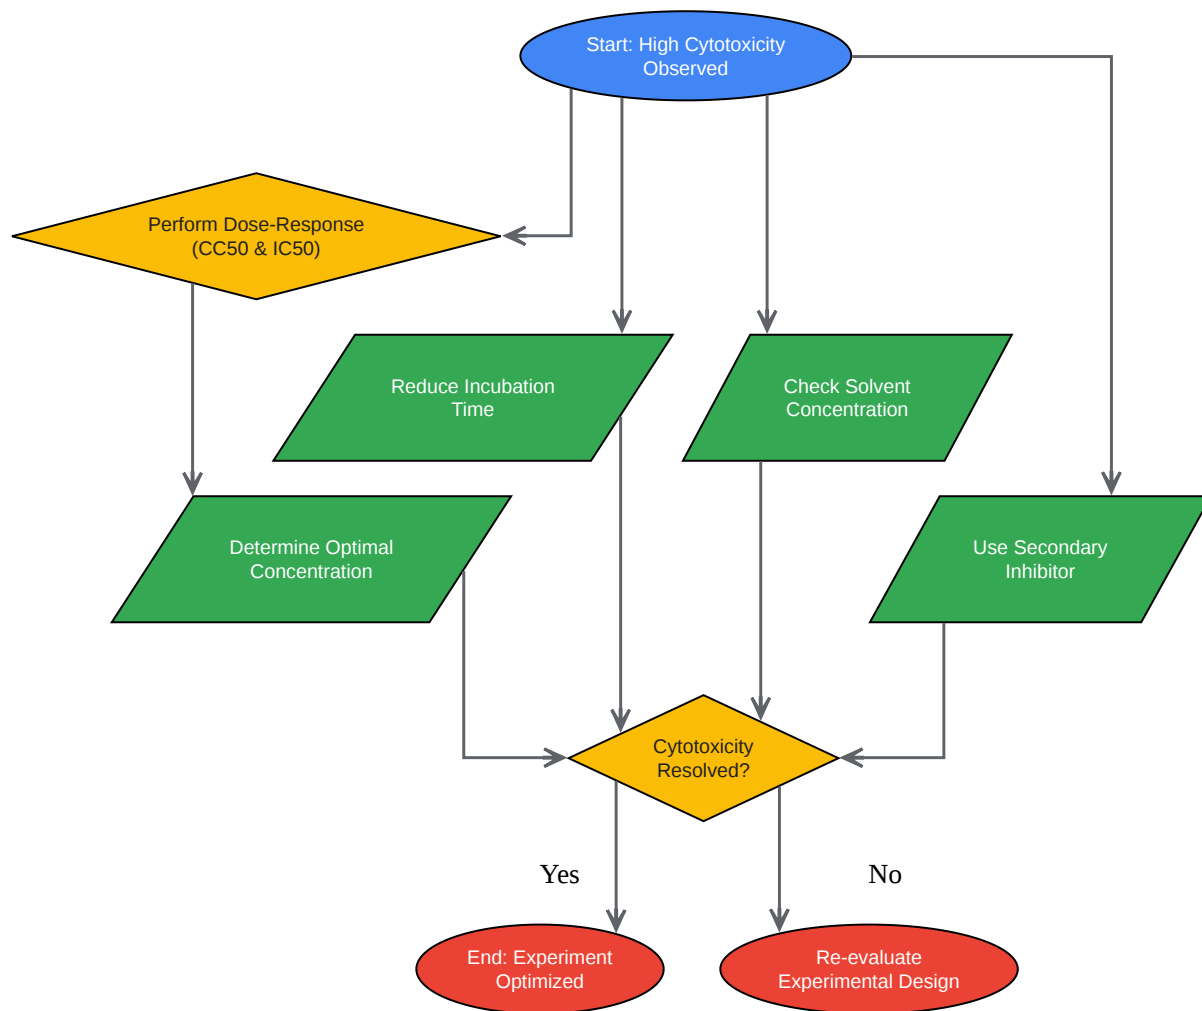 Start: High Cytotoxicity
Observed
Perform Dose-Response
(CC50 & IC50)
Reduce Incubation
Time
Check Solvent
Concentration
Determine Optimal
Concentration
Use Secondary
Inhibitor
Cytotoxicity
Resolved?
Yes
No
End: Experiment
Optimized
Re-evaluate
Experimental Design